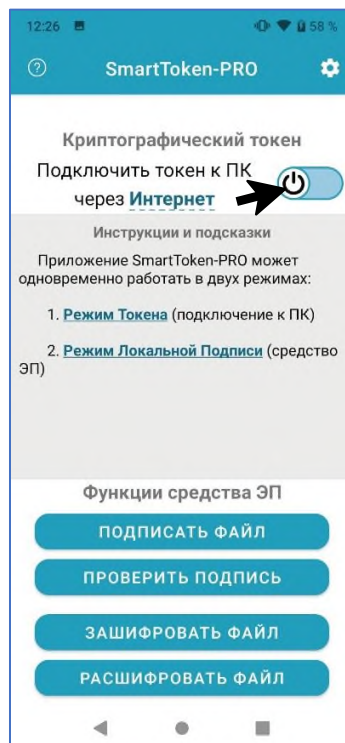 12:26 58 %
SmartToken-PRO
Криптографический токен
Подключить токен к ПК
через Интернет
Инструкции и подсказки
Приложение SmartToken-PRO может
одновременно работать в двух режимах:
1. Режим Токена (подключение к ПК)
2. Режим Локальной Подписи (средство
ЭП)
Функции средства ЭП
ПОДПИСАТЬ ФАЙЛ
ПРОВЕРИТЬ ПОДПИСЬ
ЗАШИФРОВАТЬ ФАЙЛ
РАСШИФРОВАТЬ ФАЙЛ